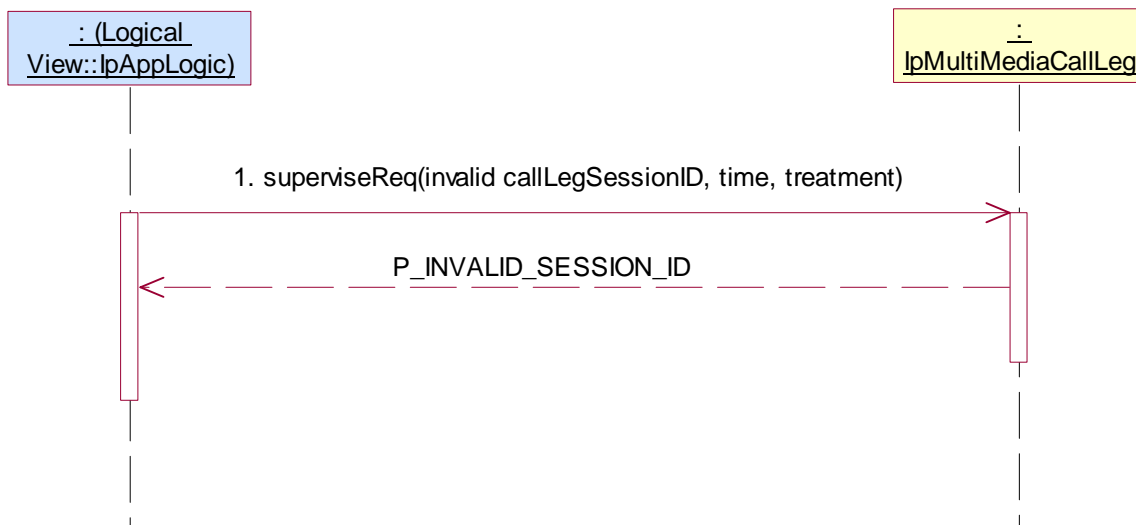 : (Logical
View::IpAppLogic)
:
IpMultiMediaCallLeg
1. superviseReq(invalid callLegSessionID, time, treatment)
P_INVALID_SESSION_ID